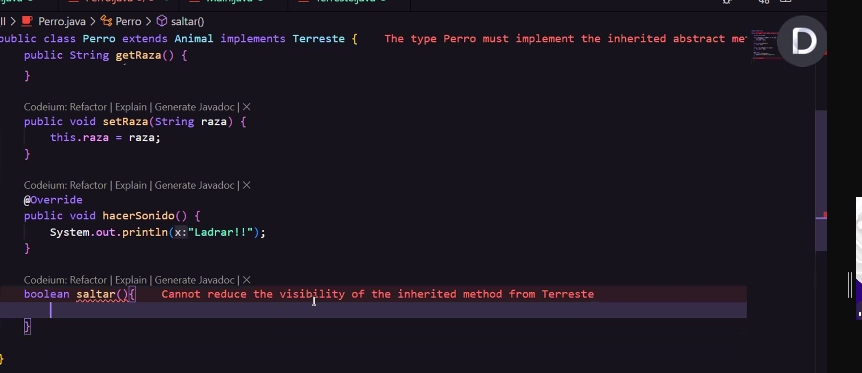 Perro.java > Perro > saltar()
public class Perro extends Animal implements Terreste {    The type Perro must implement the inherited abstract me
public String getRaza() {
}
Codeium: Refactor | Explain | Generate Javadoc | X
public void setRaza(String raza) {
this.raza = raza;
}
Codeium: Refactor | Explain | Generate Javadoc | X
@Override
public void hacerSonido() {
System.out.println(x:"Ladrar!!");
}
Codeium: Refactor | Explain | Generate Javadoc | X
boolean saltar(){    Cannot reduce the visibility of the inherited method from Terreste
}
}
D